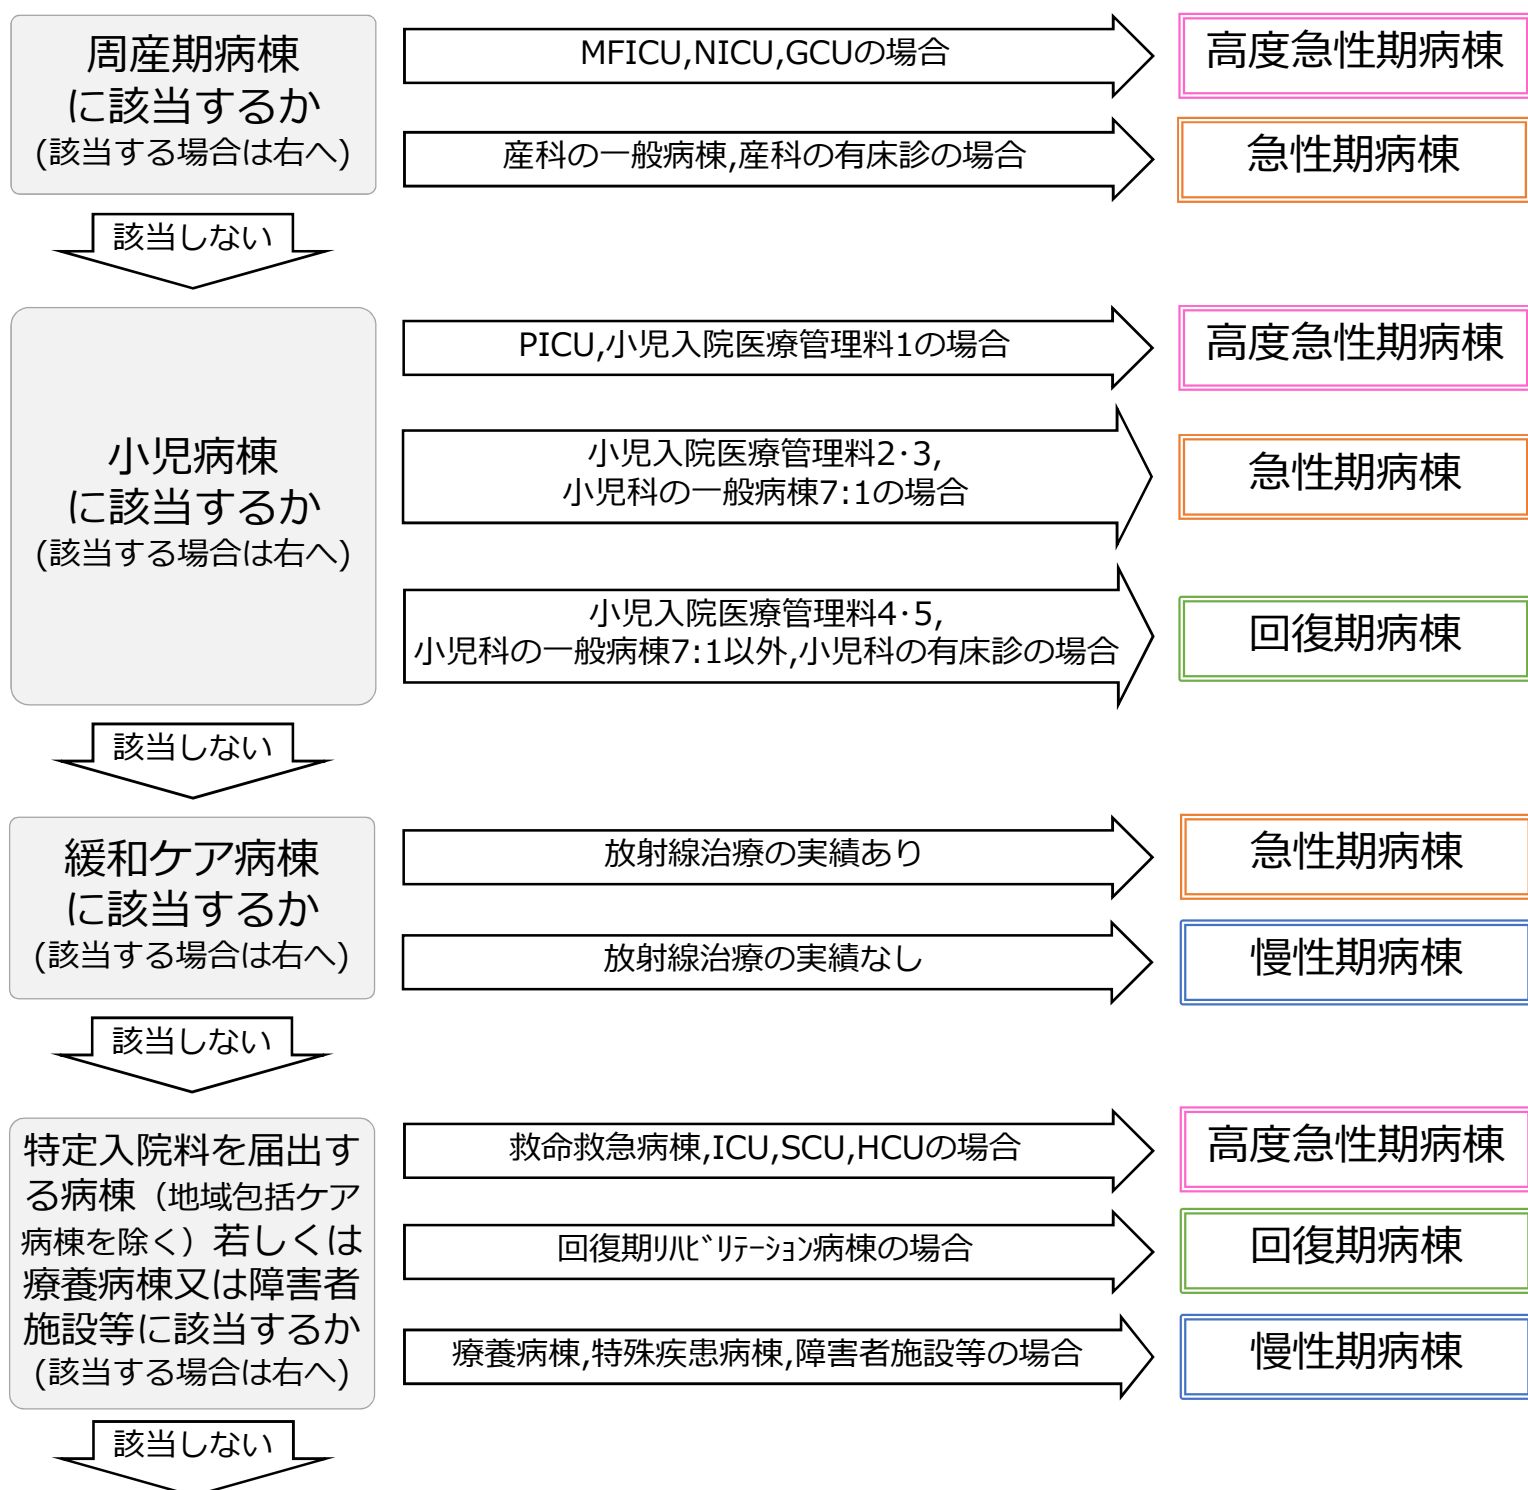 周産期病棟
に該当するか
(該当する場合は右へ)
MFICU,NICU,GCUの場合
高度急性期病棟
産科の一般病棟,産科の有床診の場合
急性期病棟
該当しない
小児病棟
に該当するか
(該当する場合は右へ)
PICU,小児入院医療管理料1の場合
高度急性期病棟
小児入院医療管理料2･3,
小児科の一般病棟7:1の場合
急性期病棟
小児入院医療管理料4･5,
小児科の一般病棟7:1以外,小児科の有床診の場合
回復期病棟
該当しない
緩和ケア病棟
に該当するか
(該当する場合は右へ)
放射線治療の実績あり
急性期病棟
放射線治療の実績なし
慢性期病棟
該当しない
特定入院料を届出す
る病棟（地域包括ケア
病棟を除く）若しくは
療養病棟又は障害者
施設等に該当するか
(該当する場合は右へ)
救命救急病棟,ICU,SCU,HCUの場合
高度急性期病棟
回復期ﾘﾊﾋﾞﾘﾃｰｼｮﾝ病棟の場合
回復期病棟
療養病棟,特殊疾患病棟,障害者施設等の場合
慢性期病棟
該当しない